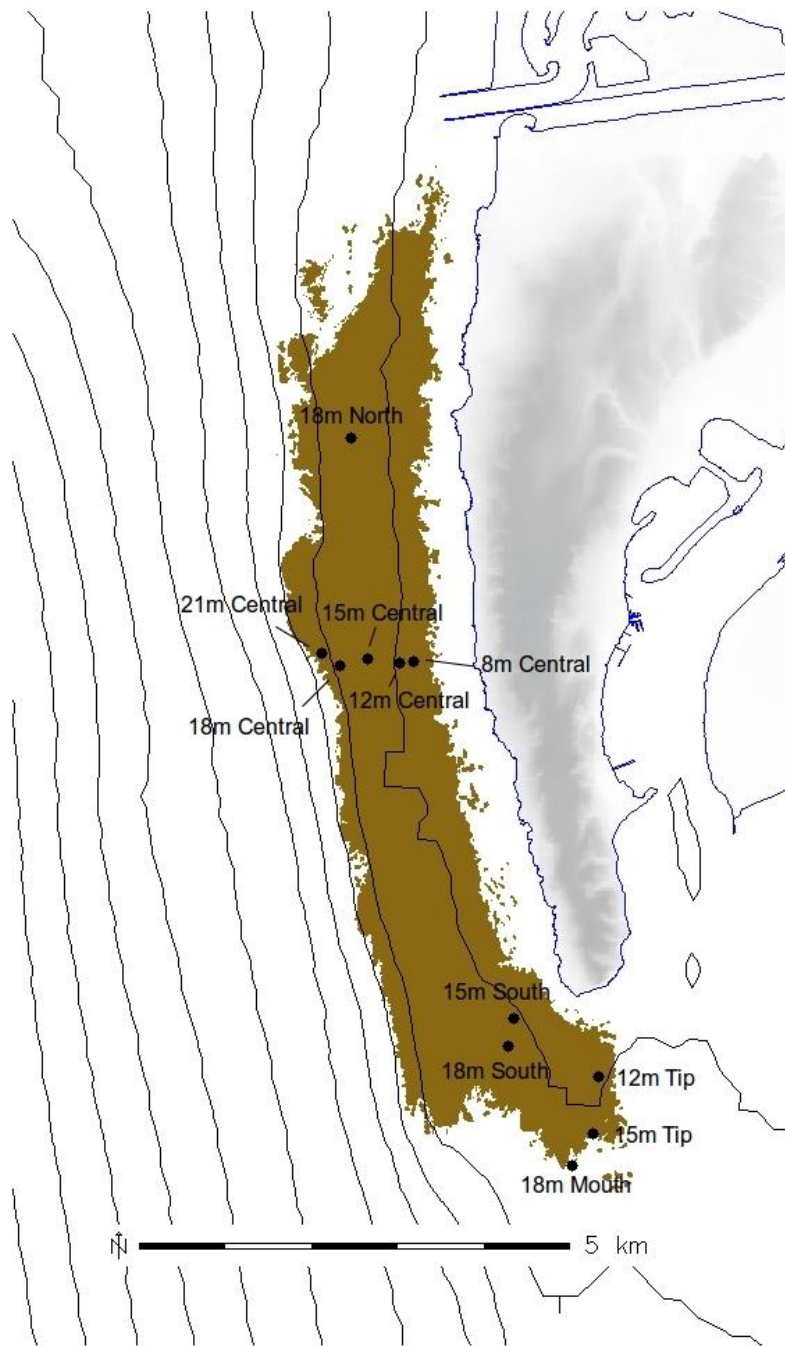 18m North
21m Central
15m Central
8m Central
12m Central
18m Central
15m South
18m South
12m Tip
15m Tip
18m Mouth
N
5 km